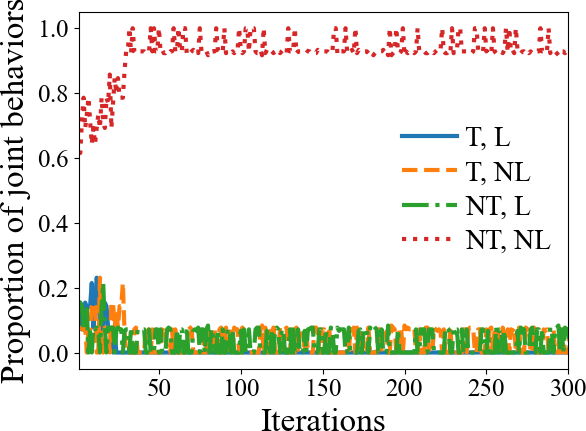 Proportion of joint behaviors
1.0
0.8
0.6
0.4
0.2
0.0
T, L
T, NL
NT, L
NT, NL
50 100 150 200 250 300
Iterations